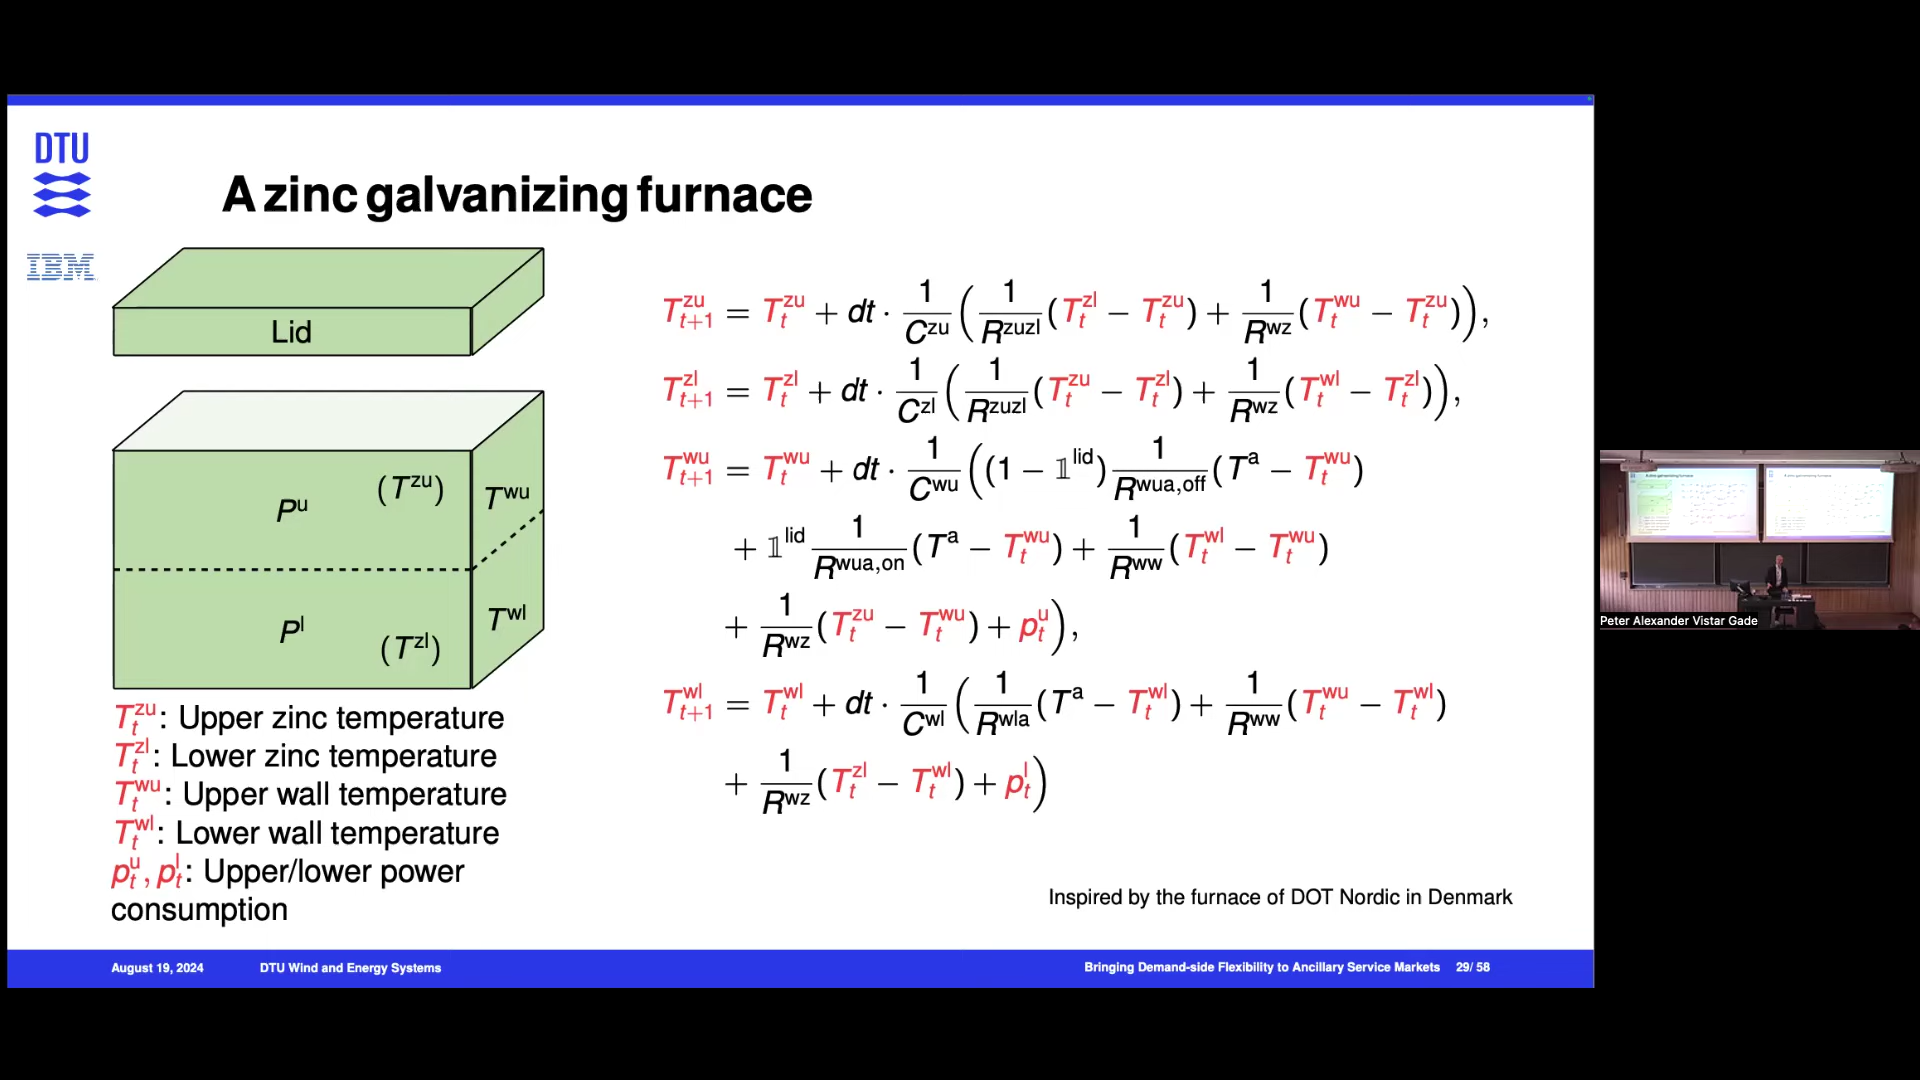 DTU
IBM
A zinc galvanizing furnace
Lid
P^u (T^zu) T^wu
P^l (T^zl) T^wl
T_t^zu: Upper zinc temperature
T_t^zl: Lower zinc temperature
T_t^wu: Upper wall temperature
T_t^wl: Lower wall temperature
p_t^u, p_t^l: Upper/lower power
consumption
T_{t+1}^zu = T_t^zu + dt · 1/C^zu (1/R^zuzl (T_t^zl − T_t^zu) + 1/R^wz (T_t^wu − T_t^zu)),
T_{t+1}^zl = T_t^zl + dt · 1/C^zl (1/R^zuzl (T_t^zu − T_t^zl) + 1/R^wz (T_t^wl − T_t^zl)),
T_{t+1}^wu = T_t^wu + dt · 1/C^wu ((1 − 𝟙^lid) 1/R^wua,off (T^a − T_t^wu)
+ 𝟙^lid 1/R^wua,on (T^a − T_t^wu) + 1/R^ww (T_t^wl − T_t^wu)
+ 1/R^wz (T_t^zu − T_t^wu) + p_t^u),
T_{t+1}^wl = T_t^wl + dt · 1/C^wl (1/R^wla (T^a − T_t^wl) + 1/R^ww (T_t^wu − T_t^wl)
+ 1/R^wz (T_t^zl − T_t^wl) + p_t^l)
Inspired by the furnace of DOT Nordic in Denmark
August 19, 2024 DTU Wind and Energy Systems Bringing Demand-side Flexibility to Ancillary Service Markets 29/ 58
Peter Alexander Vistar Gade